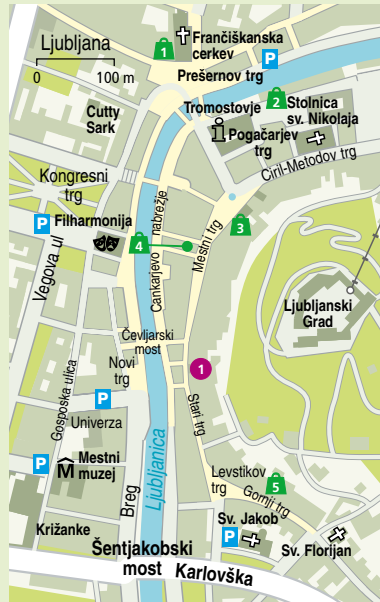 Ljubljana
0 100 m
1
Frančiškanska
cerkev
P
Prešernov trg
Cutty
Sark
Tromostovje
2
Stolnica
sv. Nikolaja
i
Pogačarjev
trg
Ciril-Metodov trg
Kongresni
trg
P
Filharmonija
Vegova ul
4
Cankarjevo nabrežje
Mestni trg
3
Ljubljanski
Grad
Čevljarski
most
Novi
trg
1
Gosposka ulica
P
Stari trg
Univerza
Ljubljanica
P
M
Mestni
muzej
Breg
Levstikov
trg
5
Gornji trg
Križanke
P
Sv. Jakob
Sv. Florijan
Šentjakobski
most
Karlovška